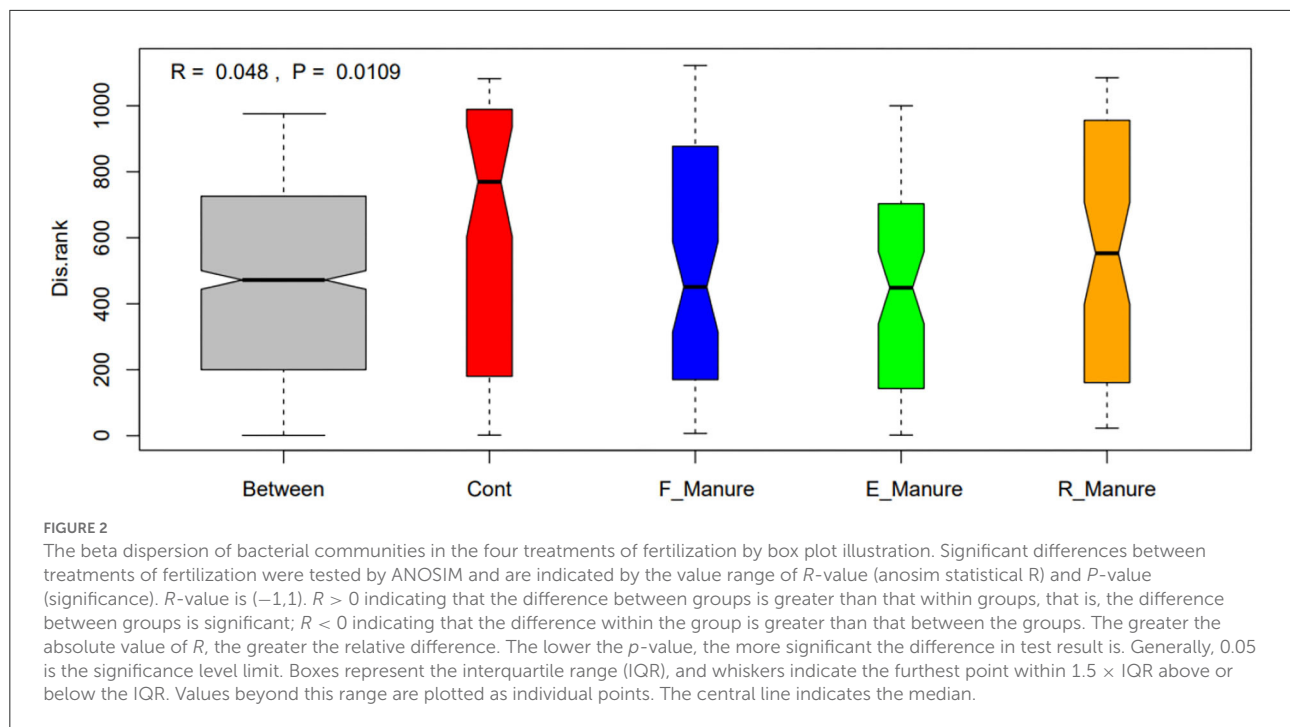 R = 0.048 , P = 0.0109
Dis.rank
1000
800
600
400
200
0
Between Cont F_Manure E_Manure R_Manure
FIGURE 2
The beta dispersion of bacterial communities in the four treatments of fertilization by box plot illustration. Significant differences between
treatments of fertilization were tested by ANOSIM and are indicated by the value range of R-value (anosim statistical R) and P-value
(significance). R-value is (−1,1). R > 0 indicating that the difference between groups is greater than that within groups, that is, the difference
between groups is significant; R < 0 indicating that the difference within the group is greater than that between the groups. The greater the
absolute value of R, the greater the relative difference. The lower the p-value, the more significant the difference in test result is. Generally, 0.05
is the significance level limit. Boxes represent the interquartile range (IQR), and whiskers indicate the furthest point within 1.5 × IQR above or
below the IQR. Values beyond this range are plotted as individual points. The central line indicates the median.